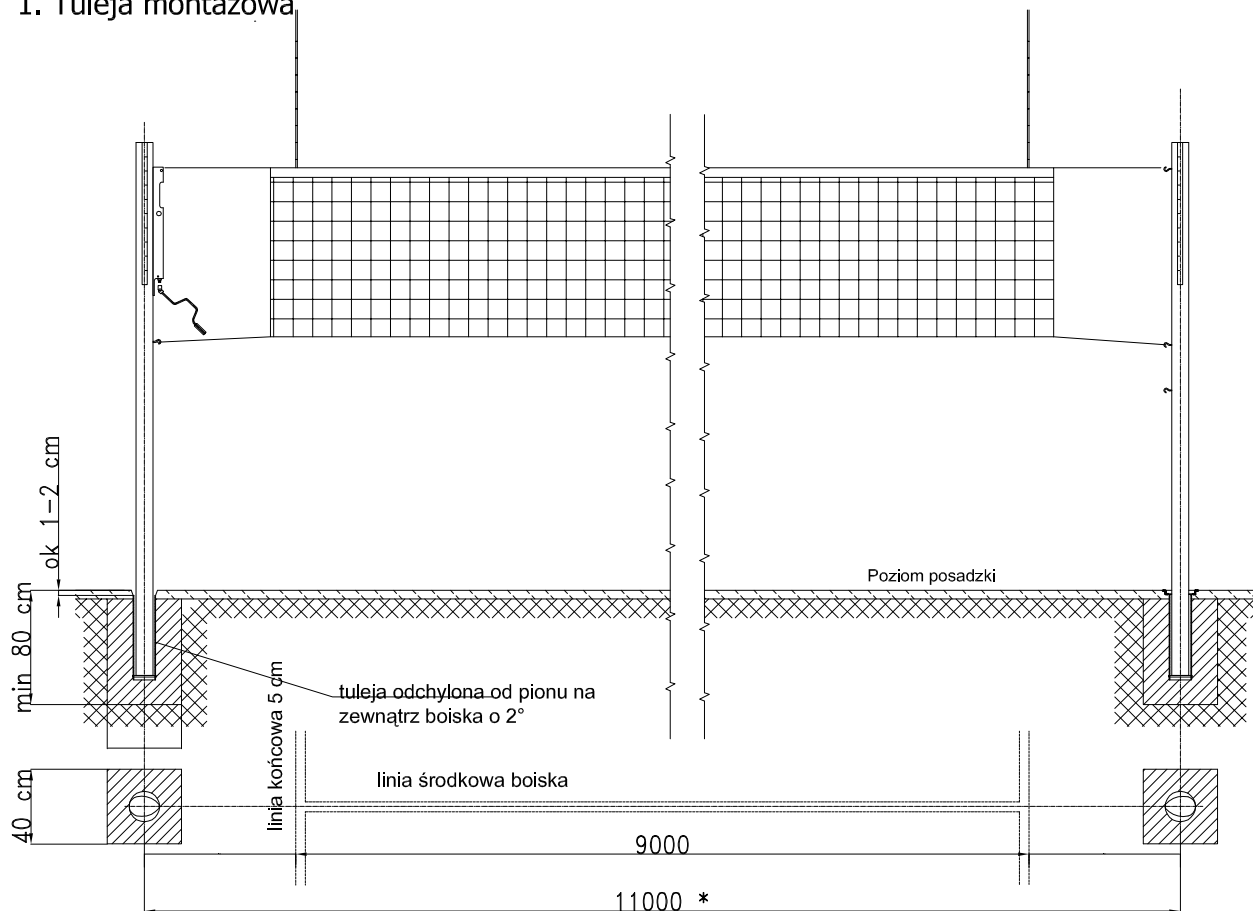 1. Tuleja montażowa
ok 1-2 cm
Poziom posadzki
min 80 cm
tuleja odchylona od pionu na
zewnątrz boiska o 2°
linia końcowa 5 cm
linia środkowa boiska
40 cm
9000
11000 *